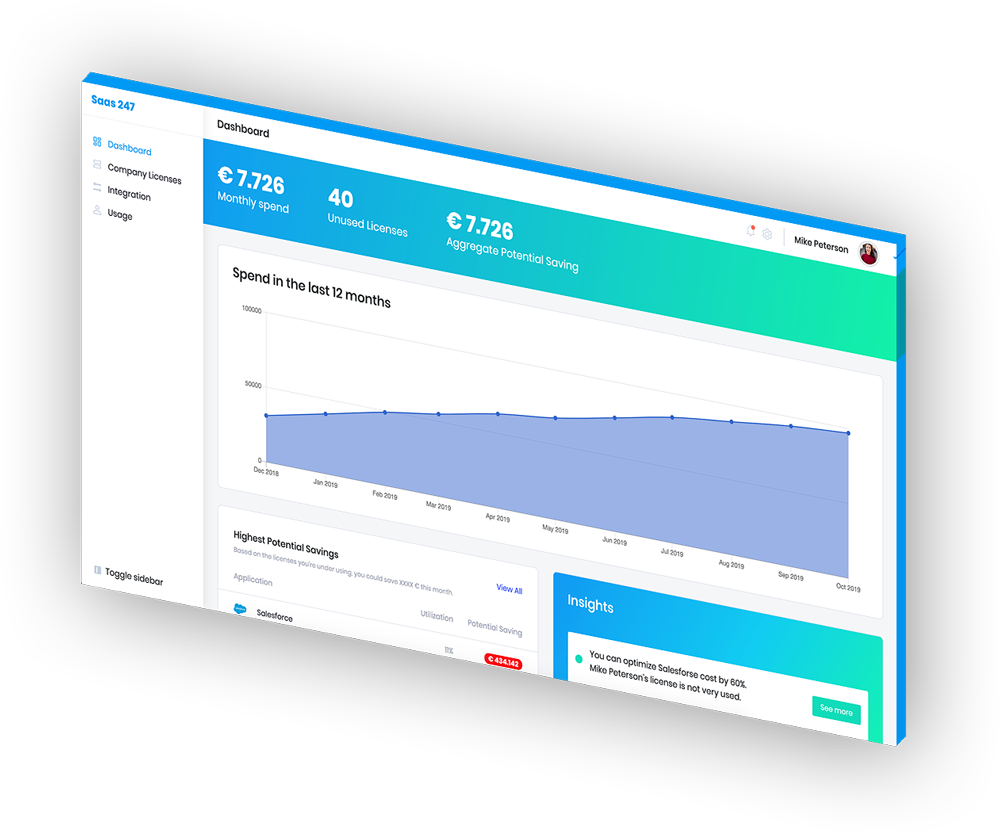 Saas 247
Dashboard
Company Licenses
Integration
Usage
Toggle sidebar
Dashboard
Mike Peterson
€ 7.726
Monthly spend
40
Unused Licenses
€ 7.726
Aggregate Potential Saving
Spend in the last 12 months
100000
50000
0
Dec 2018
Jan 2019
Feb 2019
Mar 2019
Apr 2019
May 2019
Jun 2019
Jul 2019
Aug 2019
Sep 2019
Oct 2019
Highest Potential Savings
Based on the licenses you're under using, you could save XXXX € this month.
View All
Application
Utilization
Potential Saving
Salesforce
11%
€ 434.142
Insights
You can optimize Salesforse cost by 60%.
Mike Peterson's license is not very used.
See more